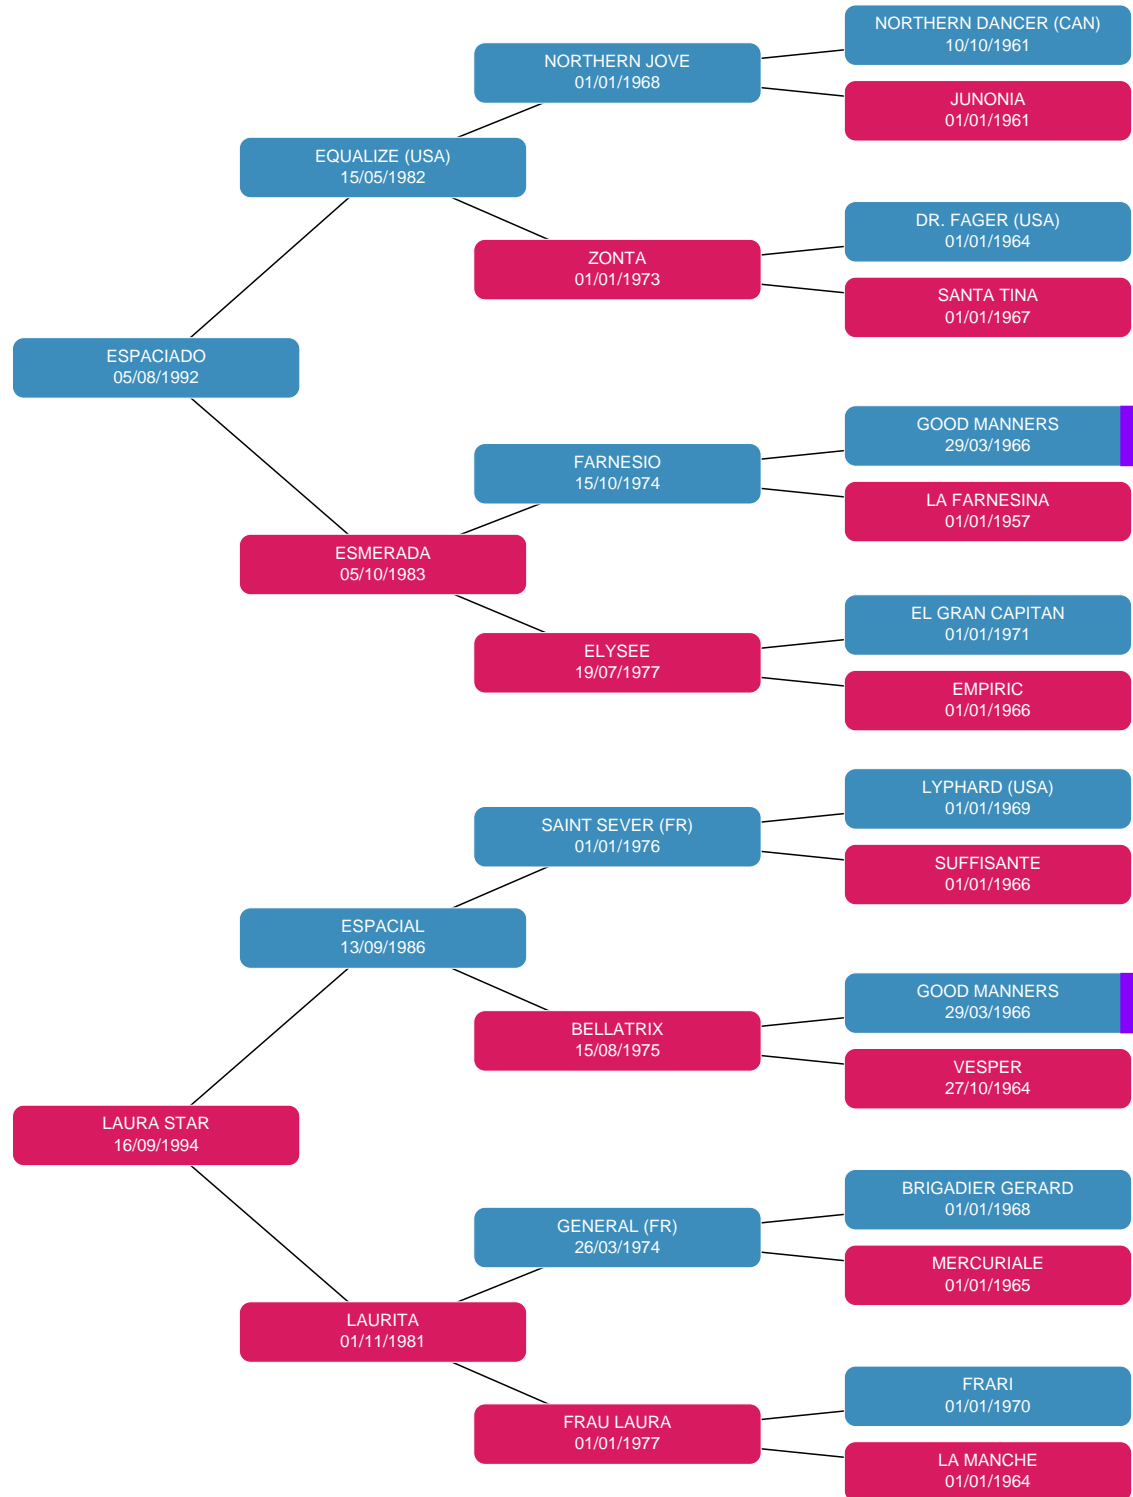 NORTHERN DANCER (CAN)
10/10/1961
NORTHERN JOVE
01/01/1968
JUNONIA
01/01/1961
EQUALIZE (USA)
15/05/1982
DR. FAGER (USA)
01/01/1964
ZONTA
01/01/1973
SANTA TINA
01/01/1967
ESPACIADO
05/08/1992
GOOD MANNERS
29/03/1966
FARNESIO
15/10/1974
LA FARNESINA
01/01/1957
ESMERADA
05/10/1983
EL GRAN CAPITAN
01/01/1971
ELYSEE
19/07/1977
EMPIRIC
01/01/1966
LYPHARD (USA)
01/01/1969
SAINT SEVER (FR)
01/01/1976
SUFFISANTE
01/01/1966
ESPACIAL
13/09/1986
GOOD MANNERS
29/03/1966
BELLATRIX
15/08/1975
VESPER
27/10/1964
LAURA STAR
16/09/1994
BRIGADIER GERARD
01/01/1968
GENERAL (FR)
26/03/1974
MERCURIALE
01/01/1965
LAURITA
01/11/1981
FRARI
01/01/1970
FRAU LAURA
01/01/1977
LA MANCHE
01/01/1964